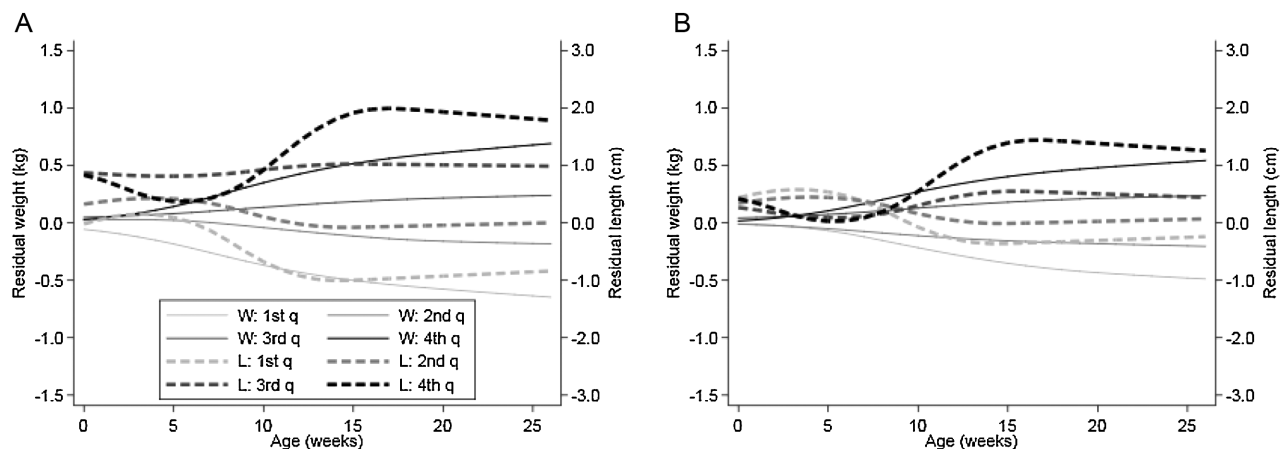 A
1.5
1.0
0.5
0.0
-0.5
-1.0
-1.5
Residual weight (kg)
3.0
2.0
1.0
0.0
-1.0
-2.0
-3.0
Residual length (cm)
W: 1st q
W: 2nd q
W: 3rd q
W: 4th q
L: 1st q
L: 2nd q
L: 3rd q
L: 4th q
0 5 10 15 20 25
Age (weeks)
B
1.5
1.0
0.5
0.0
-0.5
-1.0
-1.5
Residual weight (kg)
3.0
2.0
1.0
0.0
-1.0
-2.0
-3.0
Residual length (cm)
0 5 10 15 20 25
Age (weeks)